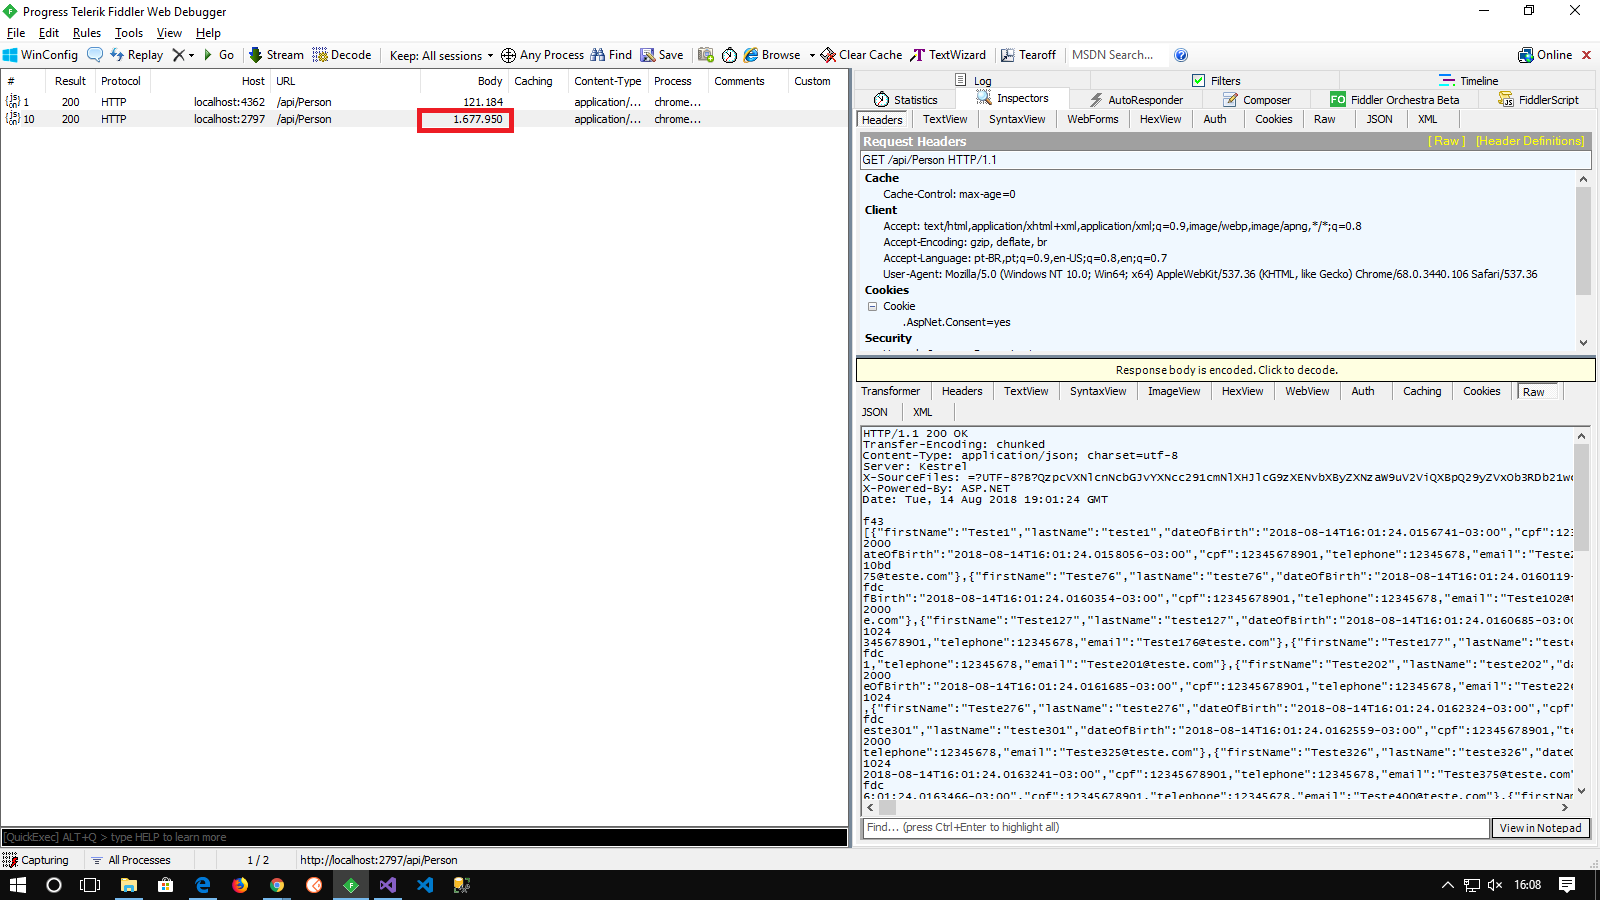 Progress Telerik Fiddler Web Debugger
File Edit Rules Tools View Help
WinConfig Replay Go Stream Decode Keep: All sessions Any Process Find Save Browse Clear Cache TextWizard Tearoff MSDN Search... Online
# Result Protocol Host URL Body Caching Content-Type Process Comments Custom
1 200 HTTP localhost:4362 /api/Person 121.184 application/... chrome...
10 200 HTTP localhost:2797 /api/Person 1.677.950 application/... chrome...
[QuickExec] ALT+Q > type HELP to learn more
Log Filters Timeline
Statistics Inspectors AutoResponder Composer FO Fiddler Orchestra Beta FiddlerScript
Headers TextView SyntaxView WebForms HexView Auth Cookies Raw JSON XML
Request Headers [ Raw ] [Header Definitions]
GET /api/Person HTTP/1.1
Cache
Cache-Control: max-age=0
Client
Accept: text/html,application/xhtml+xml,application/xml;q=0.9,image/webp,image/apng,*/*;q=0.8
Accept-Encoding: gzip, deflate, br
Accept-Language: pt-BR,pt;q=0.9,en-US;q=0.8,en;q=0.7
User-Agent: Mozilla/5.0 (Windows NT 10.0; Win64; x64) AppleWebKit/537.36 (KHTML, like Gecko) Chrome/68.0.3440.106 Safari/537.36
Cookies
Cookie
.AspNet.Consent=yes
Security
Response body is encoded. Click to decode.
Transformer Headers TextView SyntaxView ImageView HexView WebView Auth Caching Cookies Raw
JSON XML
HTTP/1.1 200 OK
Transfer-Encoding: chunked
Content-Type: application/json; charset=utf-8
Server: Kestrel
X-SourceFiles: =?UTF-8?B?QzpcVXNlcnNcbGJvYXNcc291cmNlXHJlcG9zXENvbXByZXNzaW9uV2ViQXBpQ29yZVxOb3RDb21w
X-Powered-By: ASP.NET
Date: Tue, 14 Aug 2018 19:01:24 GMT
f43
[{"firstName":"Teste1","lastName":"teste1","dateOfBirth":"2018-08-14T16:01:24.0156741-03:00","cpf":123
2000
ateOfBirth":"2018-08-14T16:01:24.0158056-03:00","cpf":12345678901,"telephone":12345678,"email":"Teste2
10bd
75@teste.com"},{"firstName":"Teste76","lastName":"teste76","dateOfBirth":"2018-08-14T16:01:24.0160119-
fdc
fBirth":"2018-08-14T16:01:24.0160354-03:00","cpf":12345678901,"telephone":12345678,"email":"Teste102@t
2000
e.com"},{"firstName":"Teste127","lastName":"teste127","dateOfBirth":"2018-08-14T16:01:24.0160685-03:00
1024
345678901,"telephone":12345678,"email":"Teste176@teste.com"},{"firstName":"Teste177","lastName":"teste
fdc
1,"telephone":12345678,"email":"Teste201@teste.com"},{"firstName":"Teste202","lastName":"teste202","da
2000
eOfBirth":"2018-08-14T16:01:24.0161685-03:00","cpf":12345678901,"telephone":12345678,"email":"Teste226
1024
,{"firstName":"Teste276","lastName":"teste276","dateOfBirth":"2018-08-14T16:01:24.0162324-03:00","cpf"
fdc
este301","lastName":"teste301","dateOfBirth":"2018-08-14T16:01:24.0162559-03:00","cpf":12345678901,"te
2000
telephone":12345678,"email":"Teste325@teste.com"},{"firstName":"Teste326","lastName":"teste326","dateO
1024
2018-08-14T16:01:24.0163241-03:00","cpf":12345678901,"telephone":12345678,"email":"Teste375@teste.com"
fdc
6:01:24.0163466-03:00","cpf":12345678901,"telephone":12345678,"email":"Teste400@teste.com"},{"firstNam
Find... (press Ctrl+Enter to highlight all) View in Notepad
Capturing All Processes 1 / 2 http://localhost:2797/api/Person
16:08